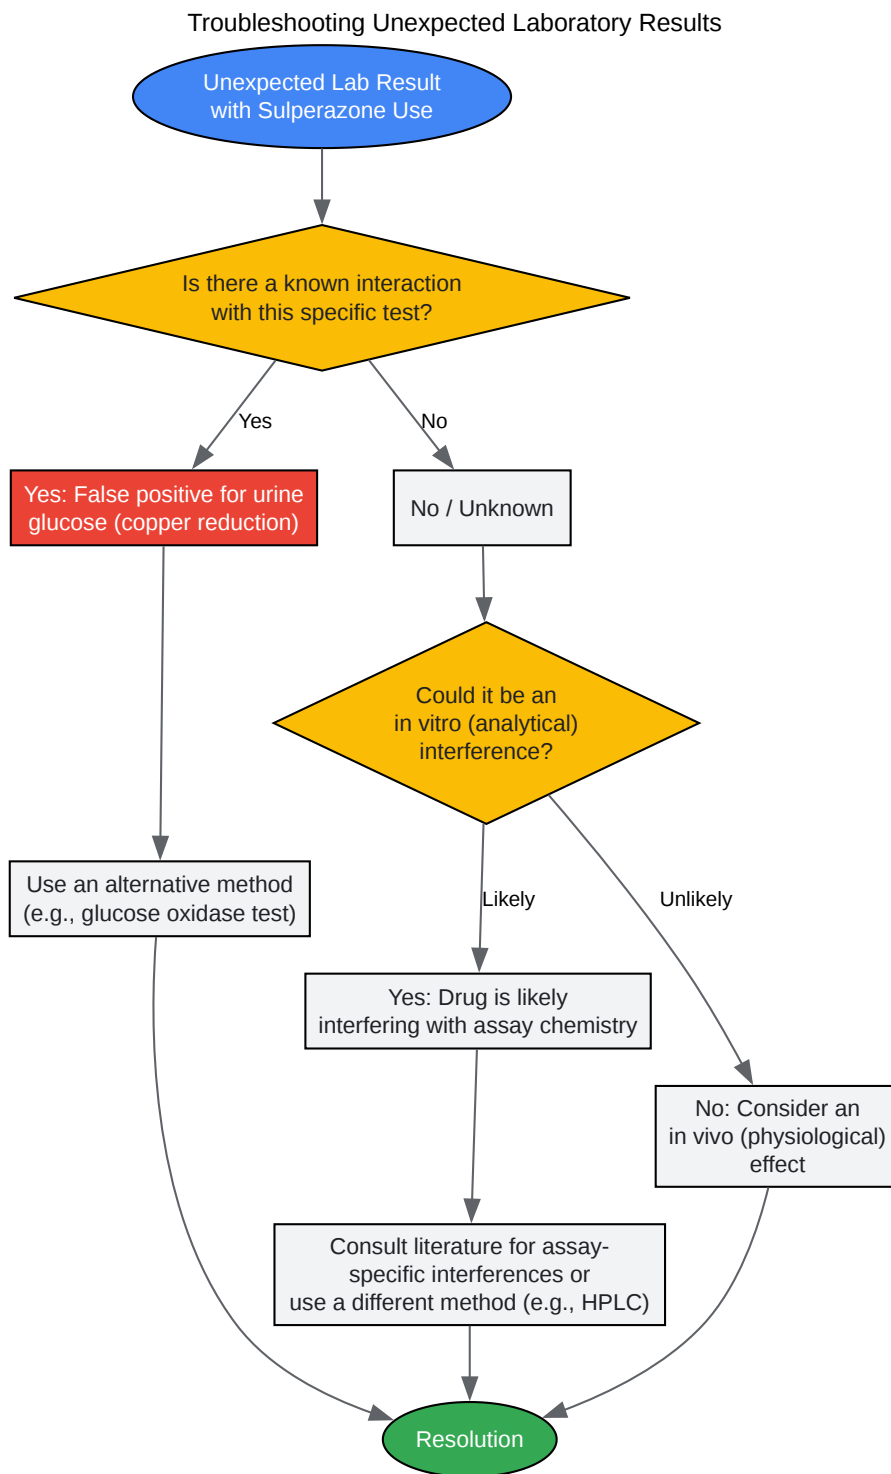 Troubleshooting Unexpected Laboratory Results
Unexpected Lab Result
with Sulperazone Use
Is there a known interaction
with this specific test?
Yes
No
Yes: False positive for urine
glucose (copper reduction)
No / Unknown
Could it be an
in vitro (analytical)
interference?
Use an alternative method
(e.g., glucose oxidase test)
Likely
Unlikely
Yes: Drug is likely
interfering with assay chemistry
No: Consider an
in vivo (physiological)
effect
Consult literature for assay-
specific interferences or
use a different method (e.g., HPLC)
Resolution